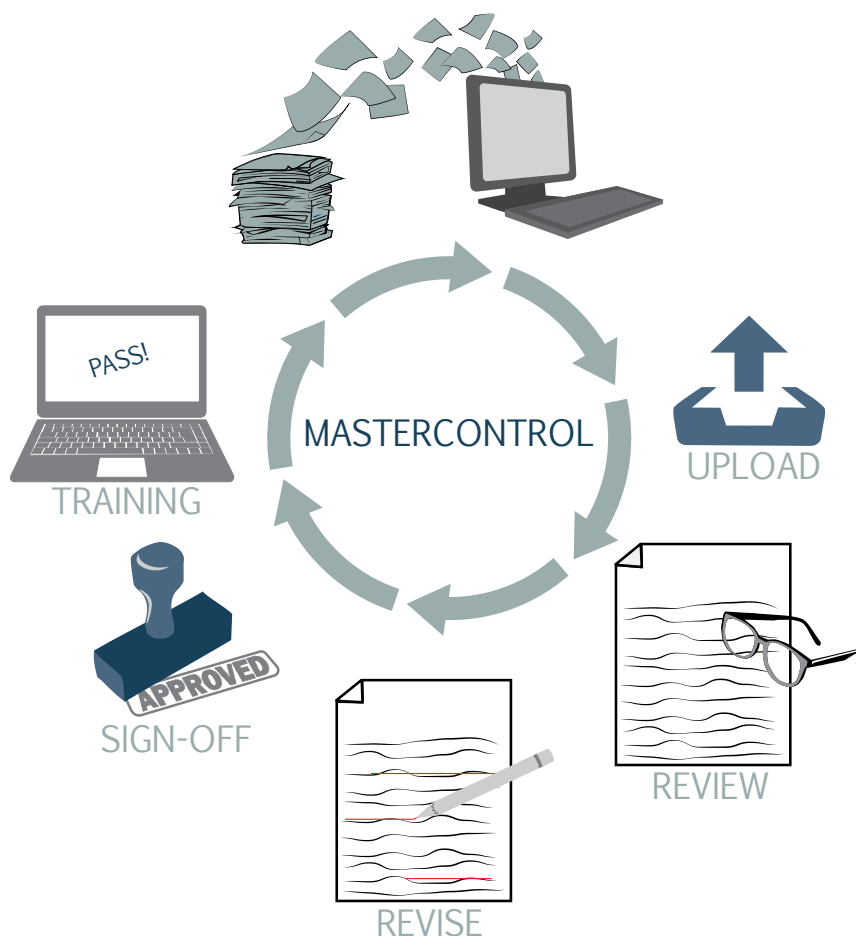 PASS!
MASTERCONTROL
UPLOAD
TRAINING
APPROVED
SIGN-OFF
REVIEW
REVISE